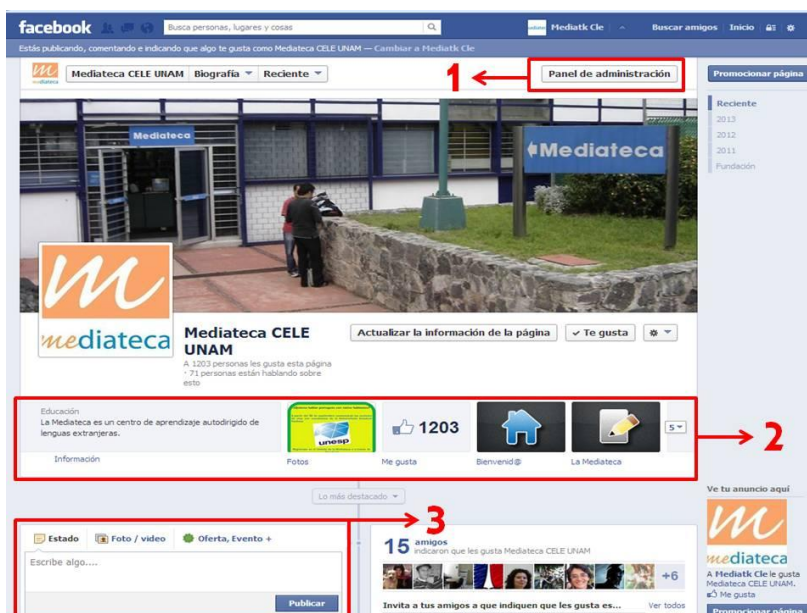 facebook
Busca personas, lugares y cosas
Mediatk Cle
Buscar amigos
Inicio
Estás publicando, comentando e indicando que algo te gusta como Mediateca CELE UNAM — Cambiar a Mediatk Cle
Mediateca CELE UNAM
Biografía
Reciente
1
Panel de administración
Promocionar página
Reciente
2013
2012
2011
Fundación
Mediateca
Mediateca
m
mediateca
Mediateca CELE
UNAM
A 1203 personas les gusta esta página
· 71 personas están hablando sobre
esto
Actualizar la información de la página
Te gusta
Educación
La Mediateca es un centro de aprendizaje autodirigido de
lenguas extranjeras.
Información
unesp
Fotos
1203
Me gusta
Bienvenid@
La Mediateca
5
2
Lo más destacado
3
Estado
Foto / video
Oferta, Evento +
Escribe algo....
Publicar
15 amigos
indicaron que les gusta Mediateca CELE UNAM
+6
Invita a tus amigos a que indiquen que les gusta es...
Ver todos
Ve tu anuncio aquí
m
mediateca
A Mediatk Cle le gusta
Mediateca CELE UNAM.
Me gusta
Promocionar página